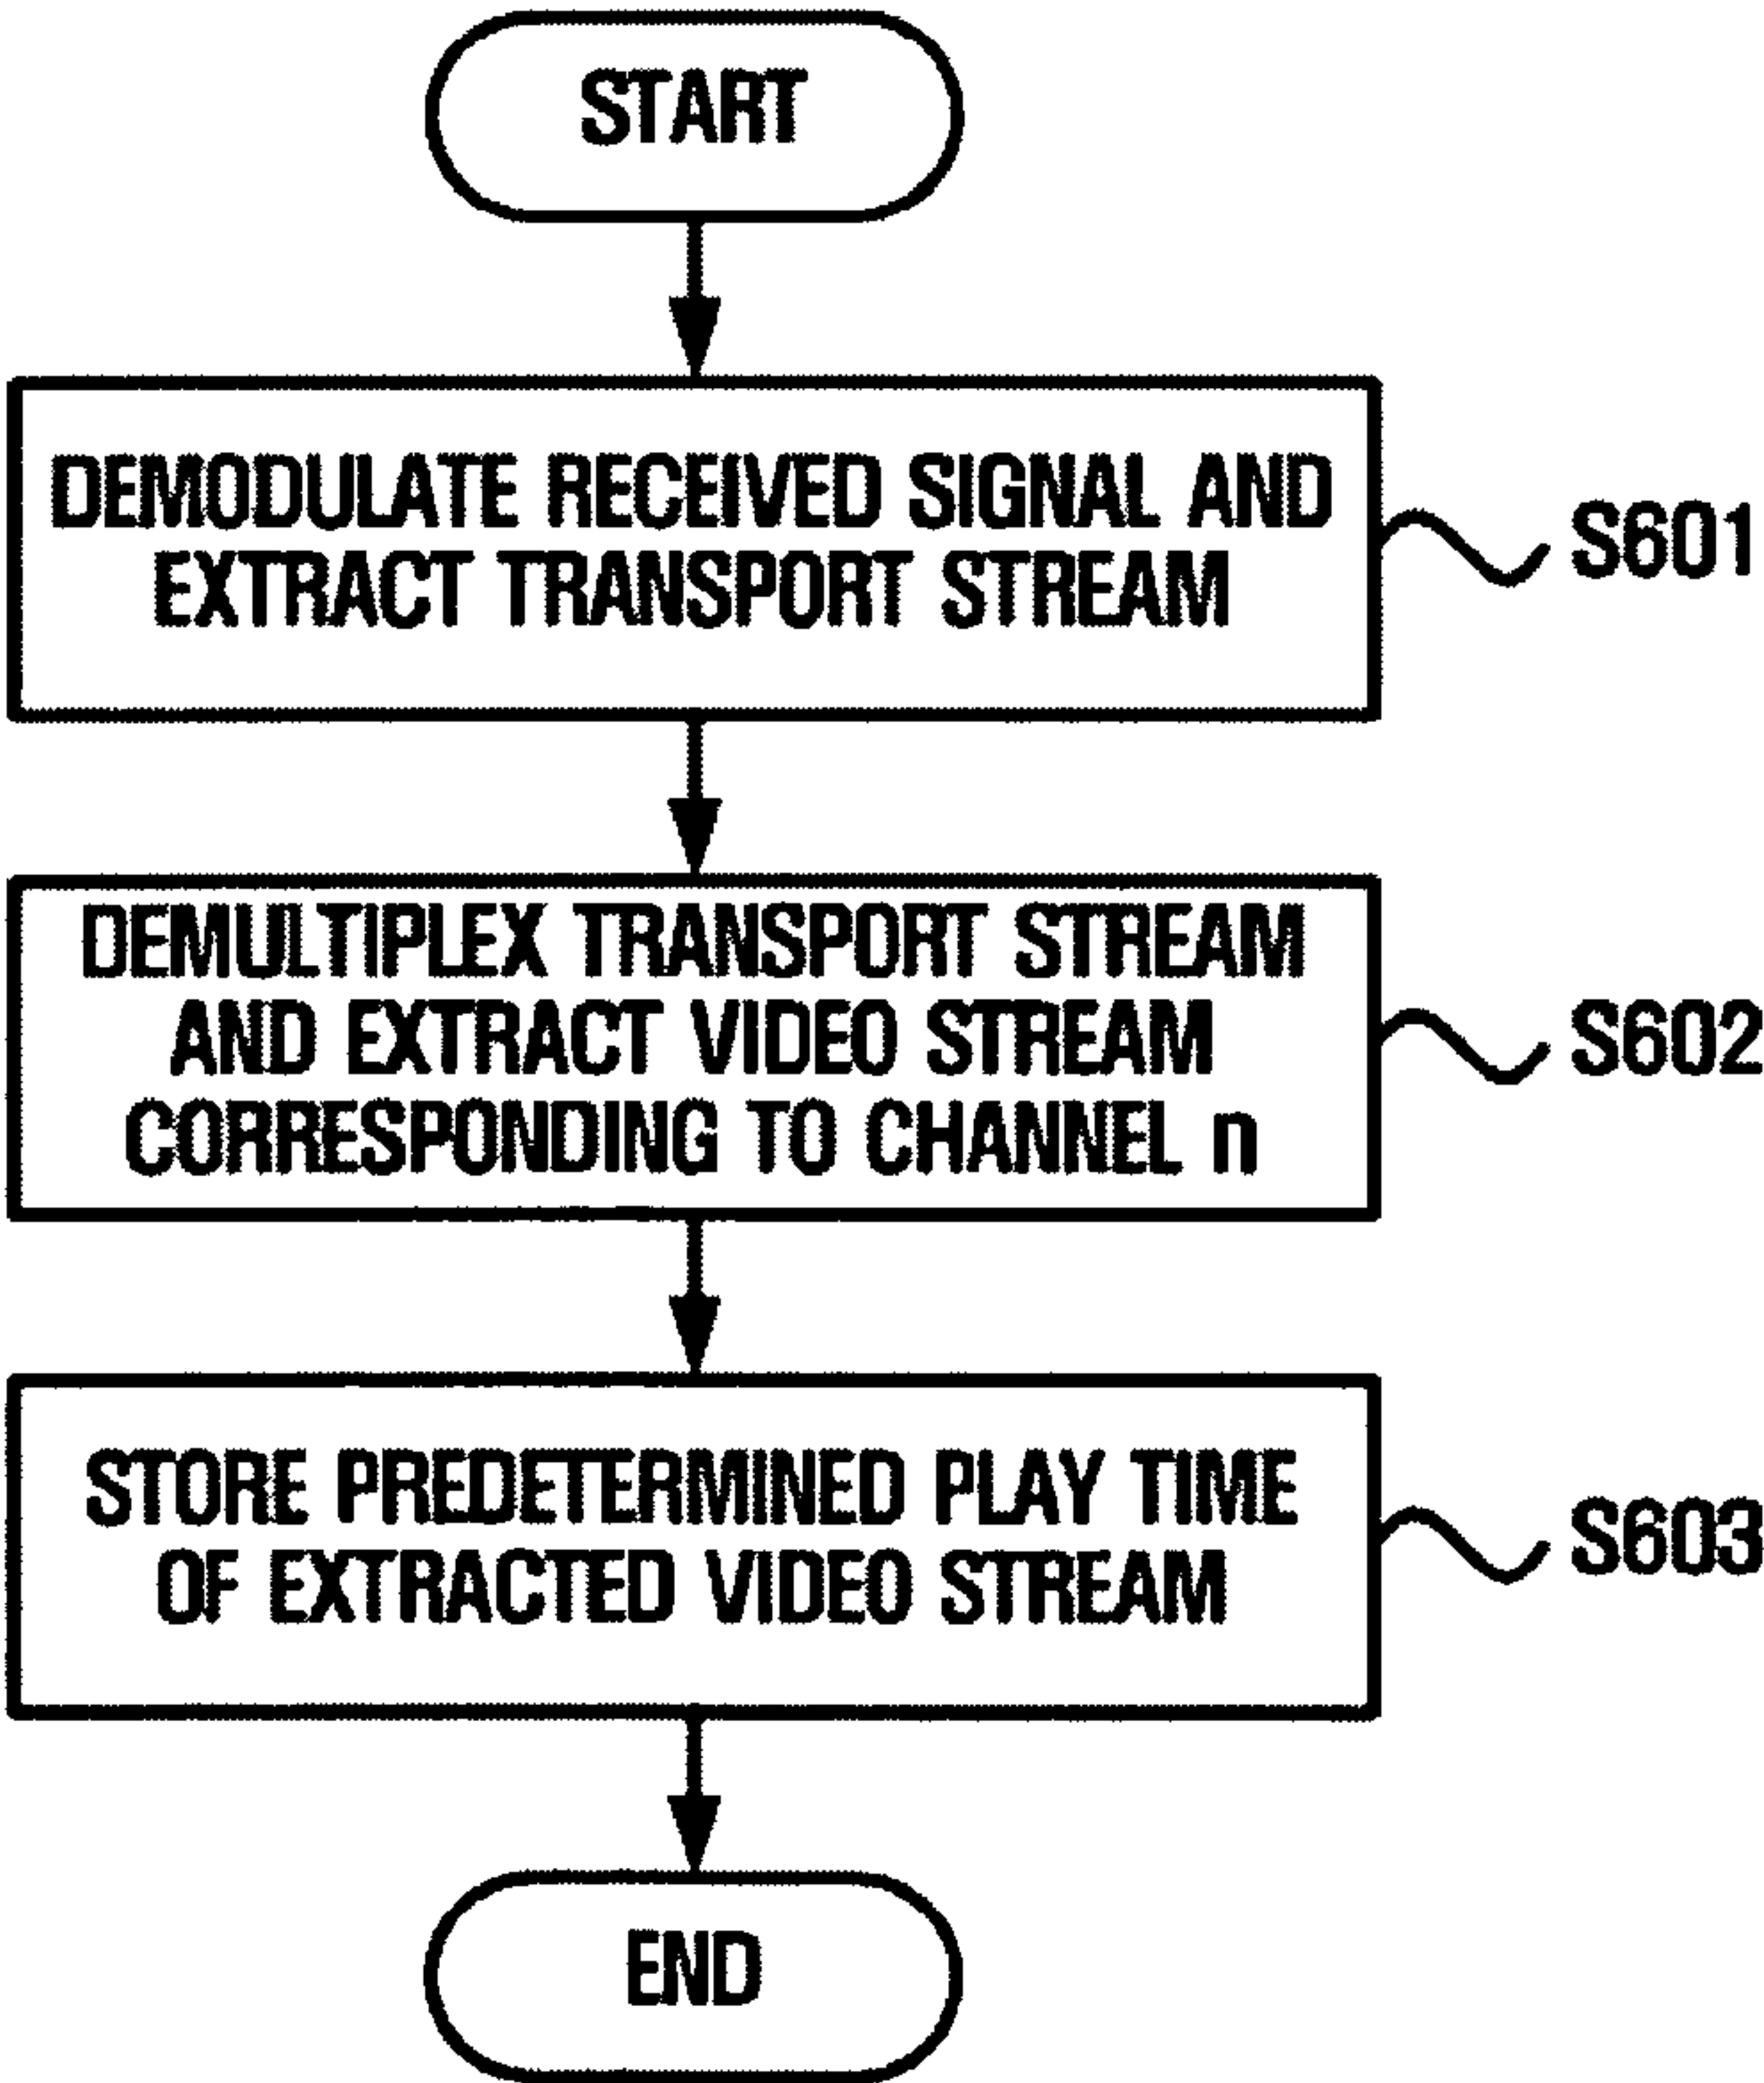 START
DEMODULATE RECEIVED SIGNAL AND
EXTRACT TRANSPORT STREAM
S601
DEMULTIPLEX TRANSPORT STREAM
AND EXTRACT VIDEO STREAM
CORRESPONDING TO CHANNEL n
S602
STORE PREDETERMINED PLAY TIME
OF EXTRACTED VIDEO STREAM
S603
END